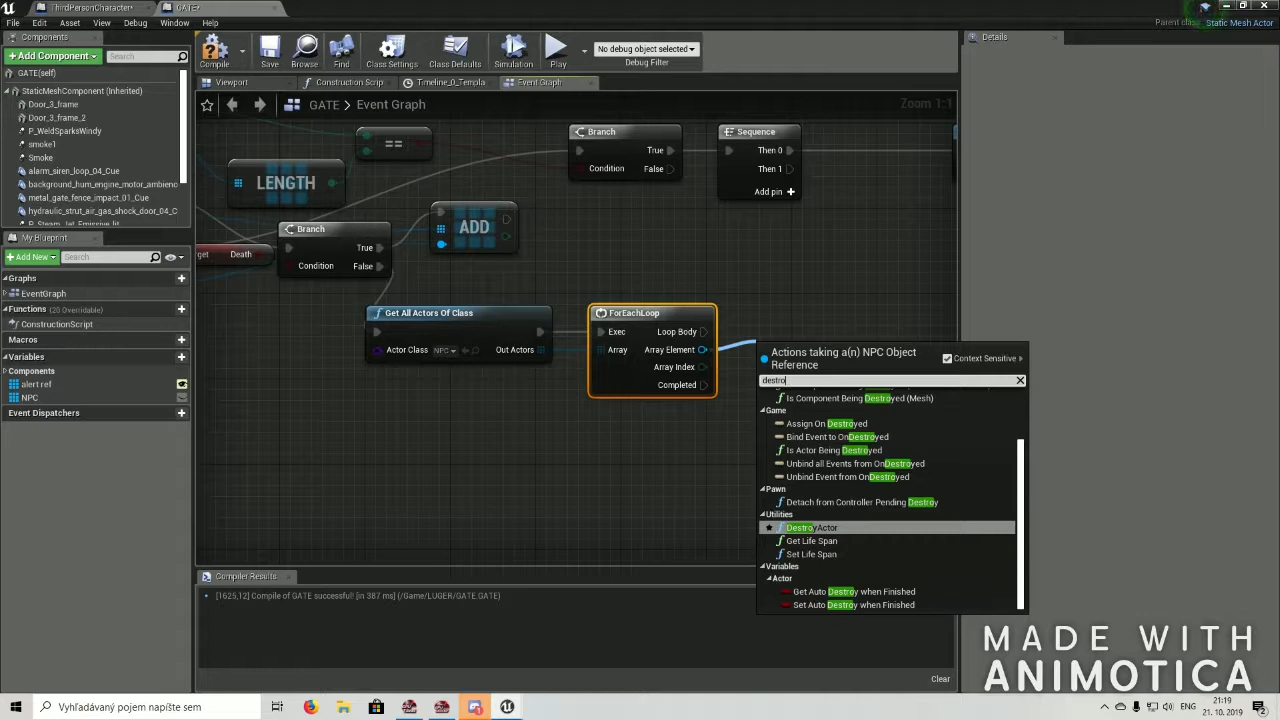 ThirdPersonCharacter*
GATE*
File Edit Asset View Debug Window Help
Parent class:
Static Mesh Actor
Components
Details
+ Add Component
Search
Compile
Save
Browse
Find
Class Settings
Class Defaults
Simulation
Play
No debug object selected
Debug Filter
GATE(self)
StaticMeshComponent (Inherited)
Door_3_frame
Door_3_frame_2
P_WeldSparksWindy
smoke1
Smoke
alarm_siren_loop_04_Cue
background_hum_engine_motor_ambienc
metal_gate_fence_impact_01_Cue
hydraulic_strut_air_gas_shock_door_04_C
P_Steam_Jet_Emissive_lit
Viewport
Construction Scrip
Timeline_0_Templa
Event Graph
GATE > Event Graph
Zoom 1:1
==
LENGTH
Branch
True
Condition
False
Sequence
Then 0
Then 1
Add pin +
rget Death
Branch
True
Condition
False
ADD
Get All Actors Of Class
Actor Class
NPC
Out Actors
ForEachLoop
Exec
Loop Body
Array
Array Element
Array Index
Completed
My Blueprint
+ Add New
Search
Graphs
EventGraph
Functions (20 Overridable)
ConstructionScript
Macros
Variables
Components
alert ref
NPC
Event Dispatchers
Actions taking a(n) NPC Object
Reference
Context Sensitive
destro
Is Component Being Destroyed (Mesh)
Game
Assign On Destroyed
Bind Event to OnDestroyed
Is Actor Being Destroyed
Unbind all Events from OnDestroyed
Unbind Event from OnDestroyed
Pawn
Detach from Controller Pending Destroy
Utilities
DestroyActor
Get Life Span
Set Life Span
Variables
Actor
Get Auto Destroy when Finished
Set Auto Destroy when Finished
Compiler Results
[1625,12] Compile of GATE successful! [in 387 ms] (/Game/LUGER/GATE.GATE)
Clear
MADE WITH
ANIMOTICA
Vyhľadávaný pojem napíšte sem
ENG
21:19
21. 10. 2019
2